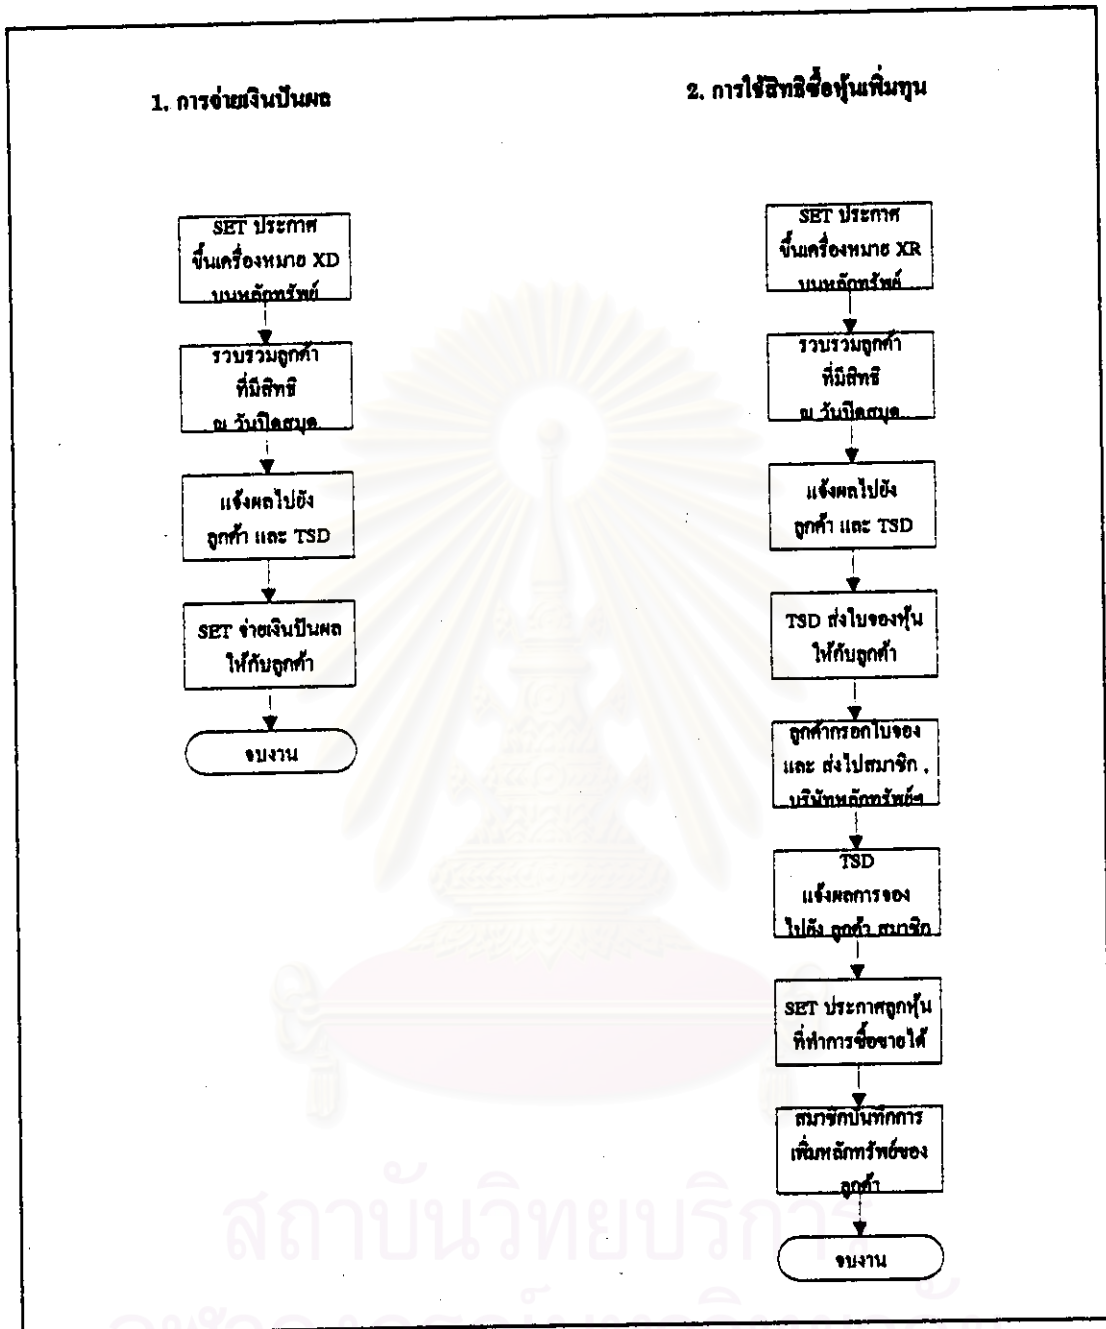 1. การจ่ายเงินปันผล
SET ประกาศ
ขึ้นเครื่องหมาย XD
บนหลักทรัพย์
รวบรวมลูกค้า
ที่มีสิทธิ
ณ วันปิดสมุด
แจ้งผลไปยัง
ลูกค้า และ TSD
SET จ่ายเงินปันผล
ให้กับลูกค้า
จบงาน
2. การใช้สิทธิซื้อหุ้นเพิ่มทุน
SET ประกาศ
ขึ้นเครื่องหมาย XR
บนหลักทรัพย์
รวบรวมลูกค้า
ที่มีสิทธิ
ณ วันปิดสมุด
แจ้งผลไปยัง
ลูกค้า และ TSD
TSD ส่งใบจองหุ้น
ให้กับลูกค้า
ลูกค้ากรอกใบจอง
และ ส่งไปสมาชิก ,
บริษัทหลักทรัพย์ฯ
TSD
แจ้งผลการจอง
ไปยัง ลูกค้า สมาชิก
SET ประกาศลูกหุ้น
ที่ทำการซื้อขายได้
สมาชิกบันทึกการ
เพิ่มหลักทรัพย์ของ
ลูกค้า
จบงาน
สถาบันวิทยบริการ